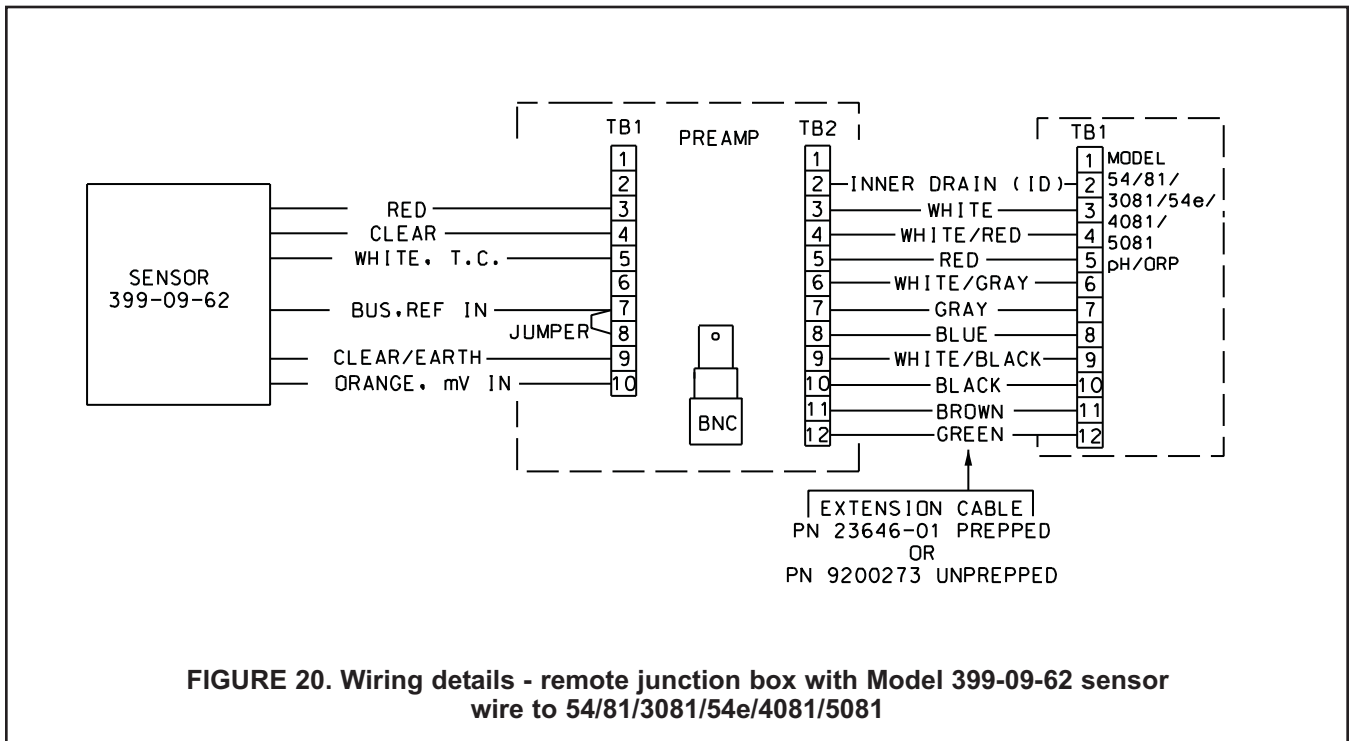 TB1
PREAMP
TB2
TB1
1
2
3
4
5
6
7
8
9
10
1
2
3
4
5
6
7
8
9
10
11
12
1
2
3
4
5
6
7
8
9
10
11
12
MODEL
54/81/
3081/54e/
4081/
5081
pH/ORP
SENSOR
399-09-62
RED
CLEAR
WHITE, T.C.
BUS,REF IN
JUMPER
CLEAR/EARTH
ORANGE, mV IN
BNC
INNER DRAIN (ID)
WHITE
WHITE/RED
RED
WHITE/GRAY
GRAY
BLUE
WHITE/BLACK
BLACK
BROWN
GREEN
EXTENSION CABLE
PN 23646-01 PREPPED
OR
PN 9200273 UNPREPPED
FIGURE 20. Wiring details - remote junction box with Model 399-09-62 sensor
wire to 54/81/3081/54e/4081/5081